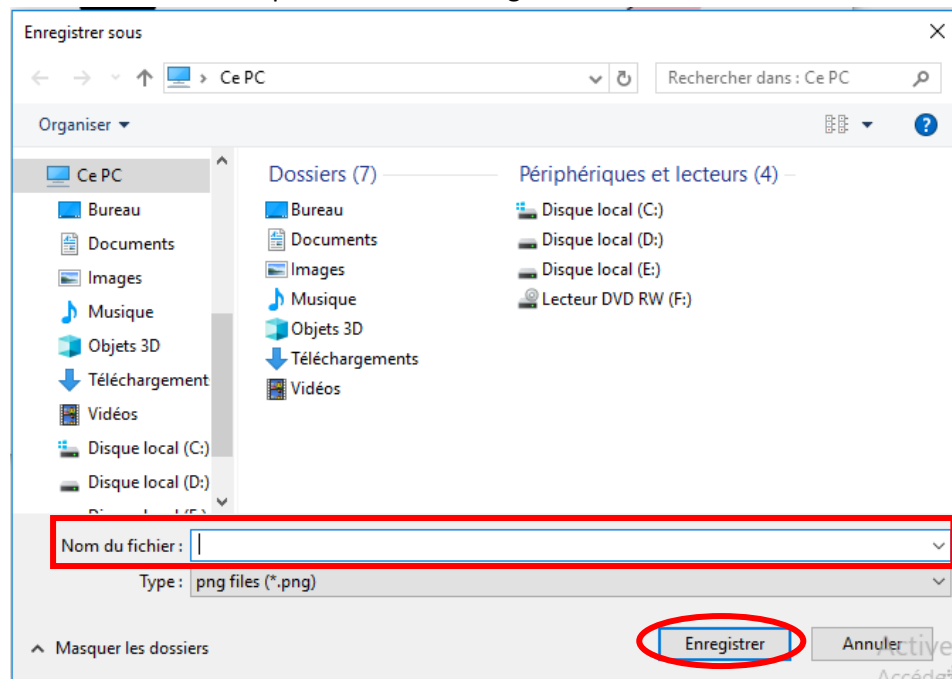 Enregistrer sous
Ce PC
Rechercher dans : Ce PC
Organiser
?
Ce PC
Bureau
Documents
Images
Musique
Objets 3D
Téléchargement
Vidéos
Disque local (C:)
Disque local (D:)
Dossiers (7)
Bureau
Documents
Images
Musique
Objets 3D
Téléchargements
Vidéos
Périphériques et lecteurs (4)
Disque local (C:)
Disque local (D:)
Disque local (E:)
Lecteur DVD RW (F:)
Nom du fichier :
Type : png files (*.png)
Masquer les dossiers
Enregistrer
Annuler
Active